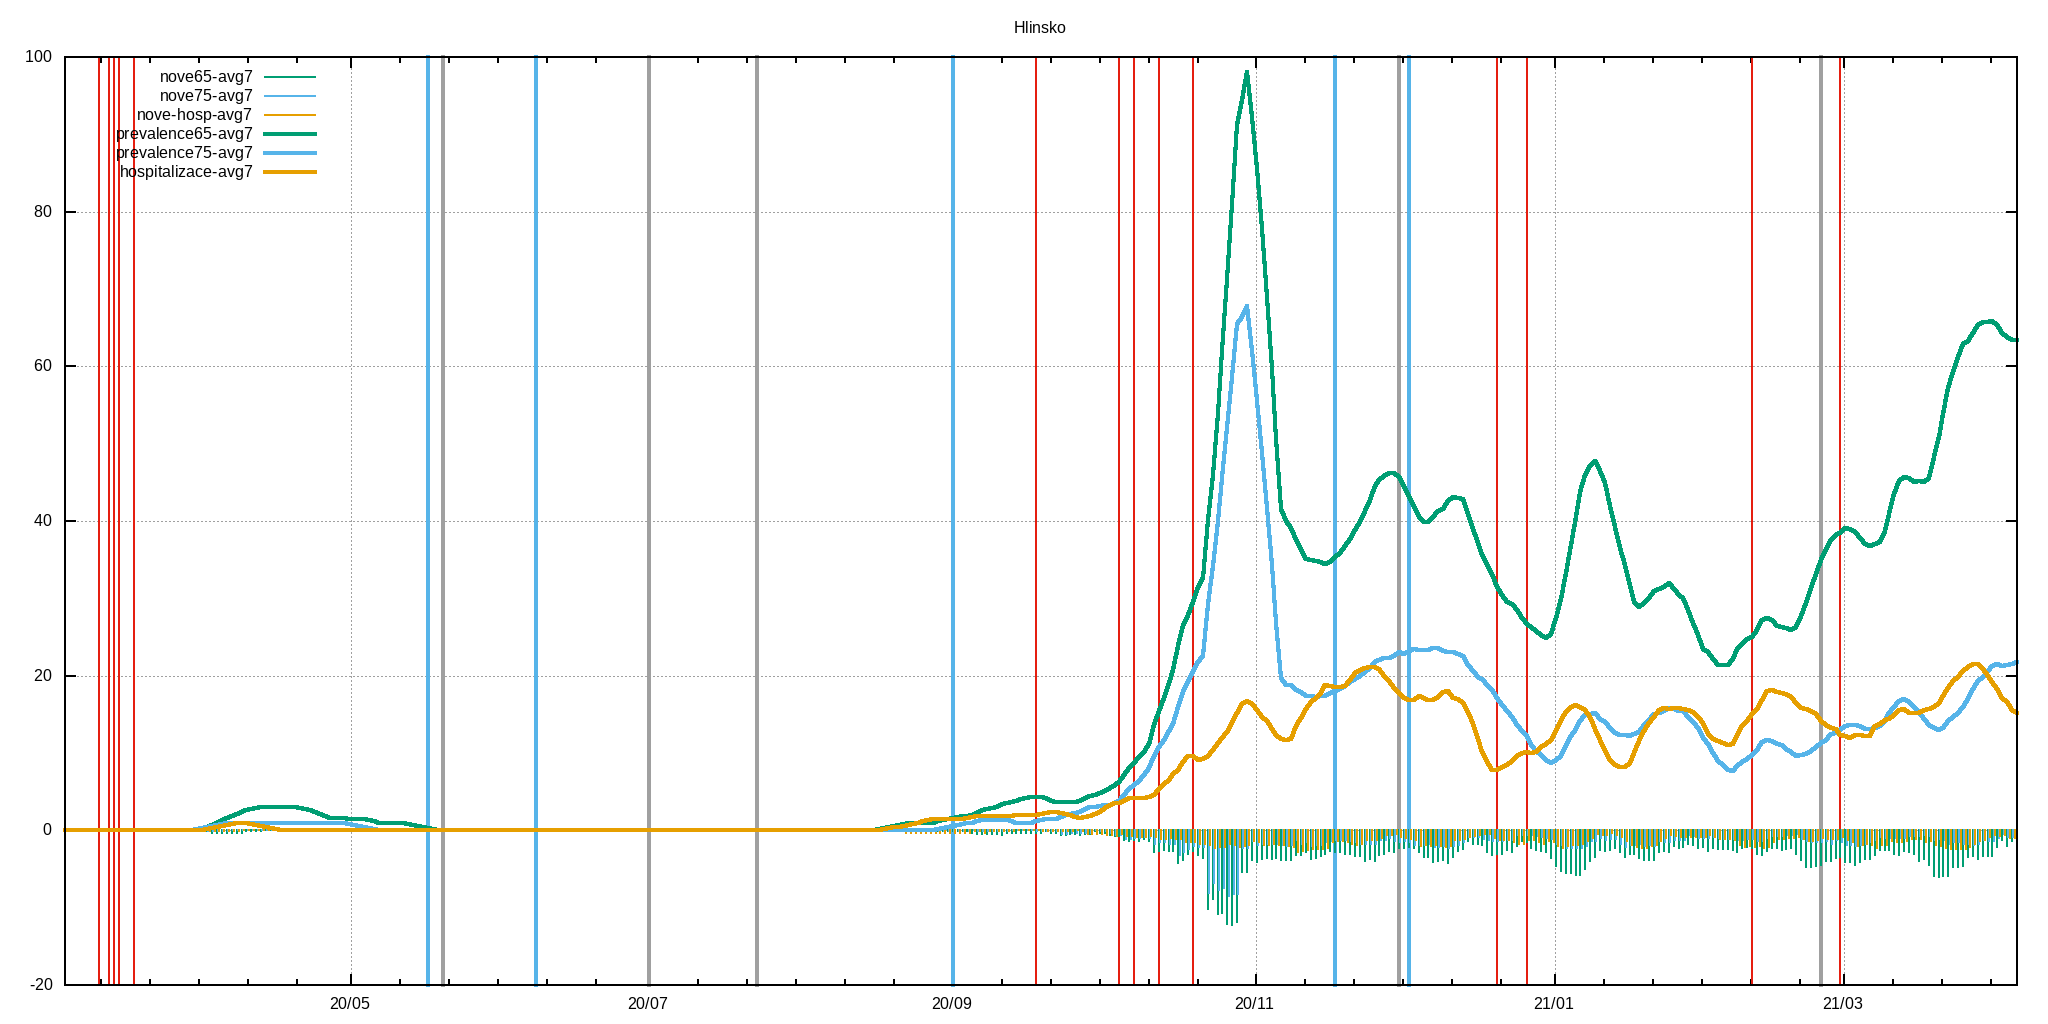 Hlinsko
100
80
60
40
20
0
-20
nove65-avg7
nove75-avg7
nove-hosp-avg7
prevalence65-avg7
prevalence75-avg7
hospitalizace-avg7
20/05 20/07 20/09 20/11 21/01 21/03